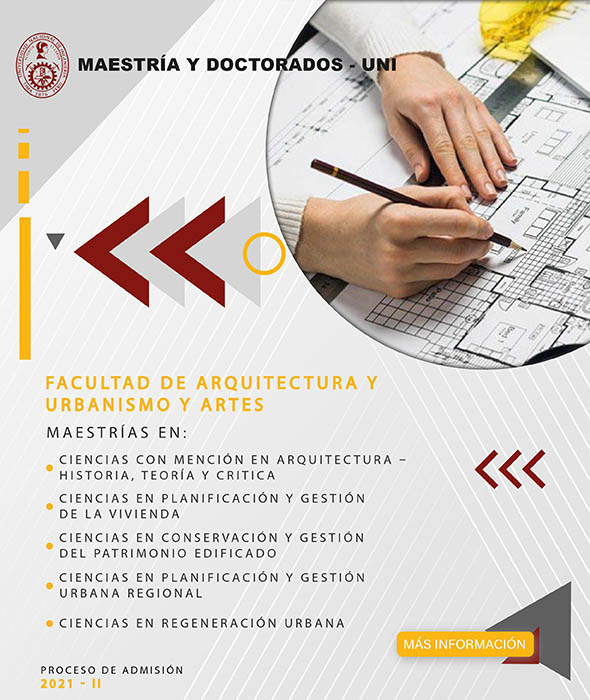 MAESTRÍA Y DOCTORADOS - UNI
FACULTAD DE ARQUITECTURA Y
URBANISMO Y ARTES
MAESTRÍAS EN:
CIENCIAS CON MENCIÓN EN ARQUITECTURA –
HISTORIA, TEORÍA Y CRITICA
CIENCIAS EN PLANIFICACIÓN Y GESTIÓN
DE LA VIVIENDA
CIENCIAS EN CONSERVACIÓN Y GESTIÓN
DEL PATRIMONIO EDIFICADO
CIENCIAS EN PLANIFICACIÓN Y GESTIÓN
URBANA REGIONAL
CIENCIAS EN REGENERACIÓN URBANA
MÁS INFORMACIÓN
PROCESO DE ADMISIÓN
2021 - II